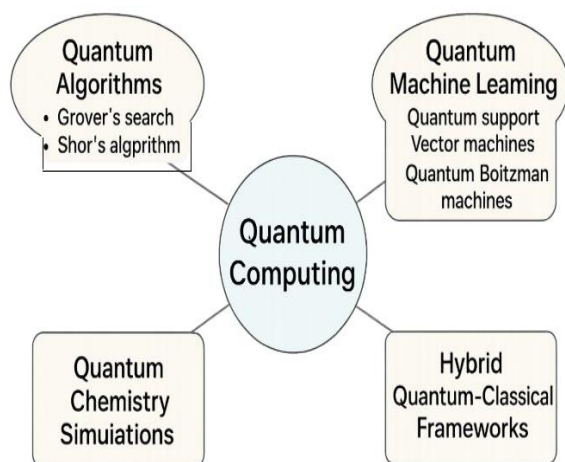 Quantum
Algorithms
• Grover's search
• Shor's algprithm
Quantum
Machine Learning
Quantum support
Vector machines
Quantum Boitzman
machines
Quantum
Computing
Quantum
Chemistry
Simuiations
Hybrid
Quantum-Classical
Frameworks